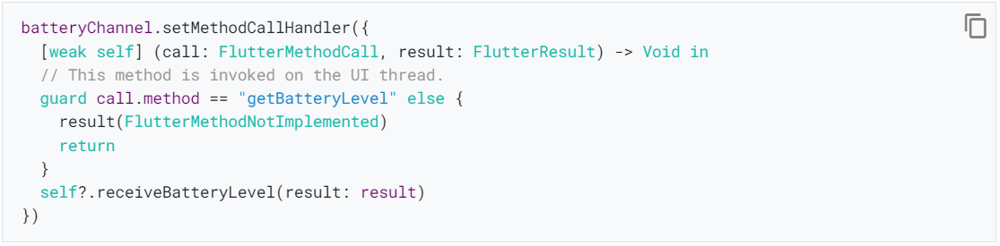 batteryChannel.setMethodCallHandler({
  [weak self] (call: FlutterMethodCall, result: FlutterResult) -> Void in
  // This method is invoked on the UI thread.
  guard call.method == "getBatteryLevel" else {
    result(FlutterMethodNotImplemented)
    return
  }
  self?.receiveBatteryLevel(result: result)
})